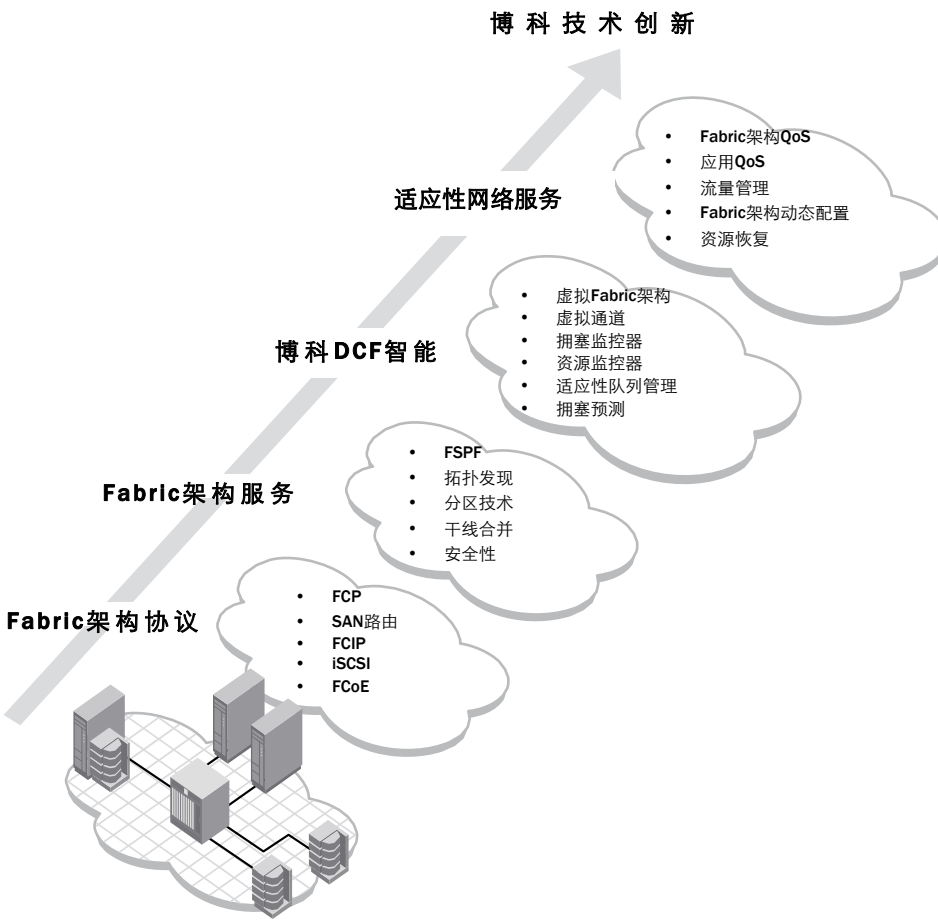 博科技术创新
适应性网络服务
• Fabric架构QoS
• 应用QoS
• 流量管理
• Fabric架构动态配置
• 资源恢复
博科DCF智能
• 虚拟Fabric架构
• 虚拟通道
• 拥塞监控器
• 资源监控器
• 适应性队列管理
• 拥塞预测
Fabric架构服务
• FSPF
• 拓扑发现
• 分区技术
• 干线合并
• 安全性
Fabric架构协议
• FCP
• SAN路由
• FCIP
• iSCSI
• FCoE